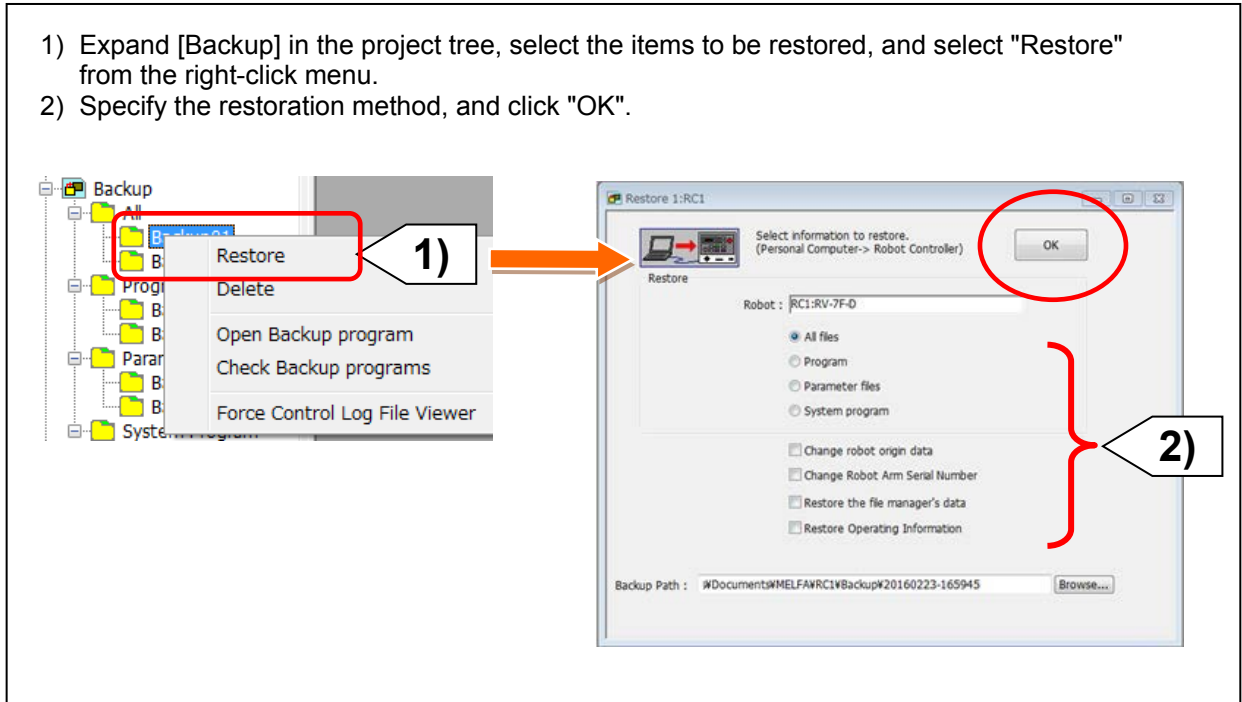 1) Expand [Backup] in the project tree, select the items to be restored, and select "Restore"
from the right-click menu.
2) Specify the restoration method, and click "OK".
Backup
All
Backup01
B
Progr
B
B
Parar
B
B
System Program
Restore
Delete
Open Backup program
Check Backup programs
Force Control Log File Viewer
1)
Restore 1:RC1
Select information to restore.
(Personal Computer-> Robot Controller)
OK
Restore
Robot : RC1:RV-7F-D
All files
Program
Parameter files
System program
Change robot origin data
Change Robot Arm Serial Number
Restore the file manager's data
Restore Operating Information
2)
Backup Path : ¥Documents¥MELFA¥RC1¥Backup¥20160223-165945 Browse...